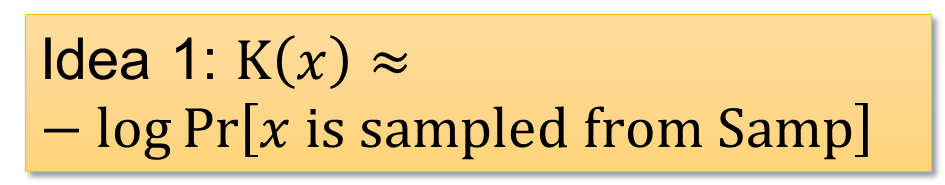 Idea 1: K(x) ≈
− log Pr[x is sampled from Samp]